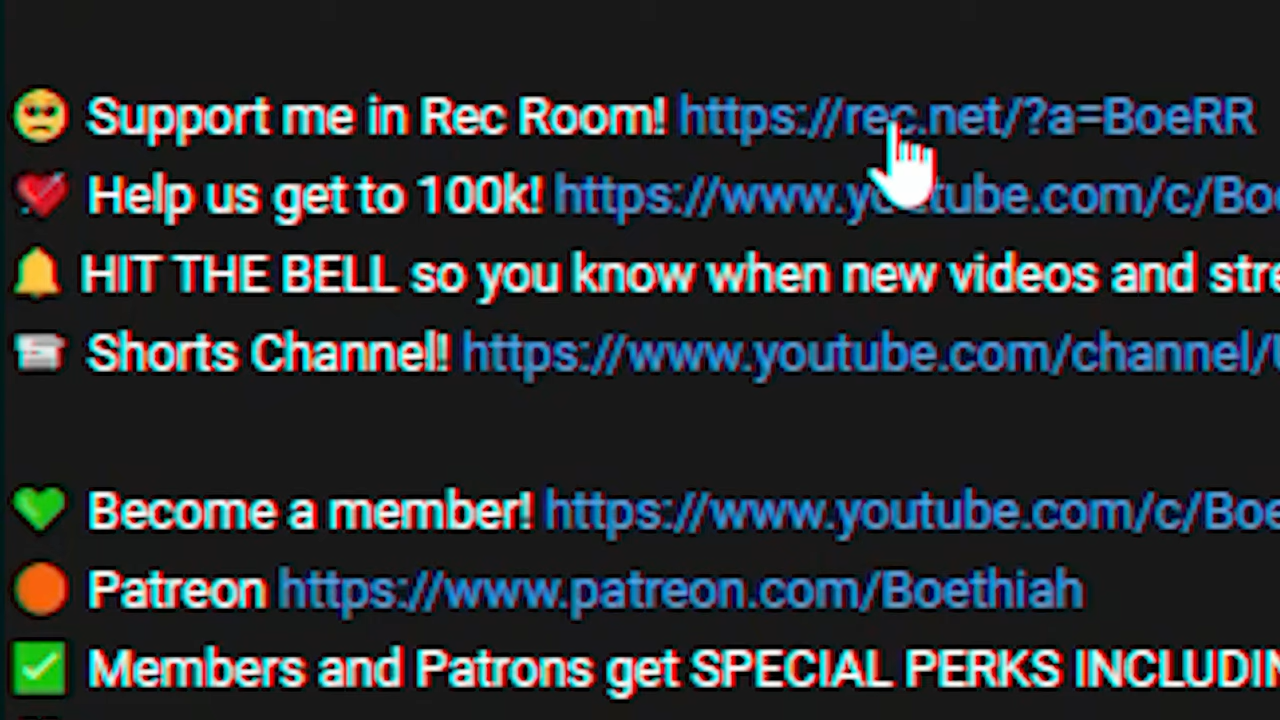 Support me in Rec Room! https://rec.net/?a=BoeRR
Help us get to 100k! https://www.youtube.com/c/Boe
HIT THE BELL so you know when new videos and stre
Shorts Channel! https://www.youtube.com/channel/U
Become a member! https://www.youtube.com/c/Boe
Patreon https://www.patreon.com/Boethiah
Members and Patrons get SPECIAL PERKS INCLUDIN